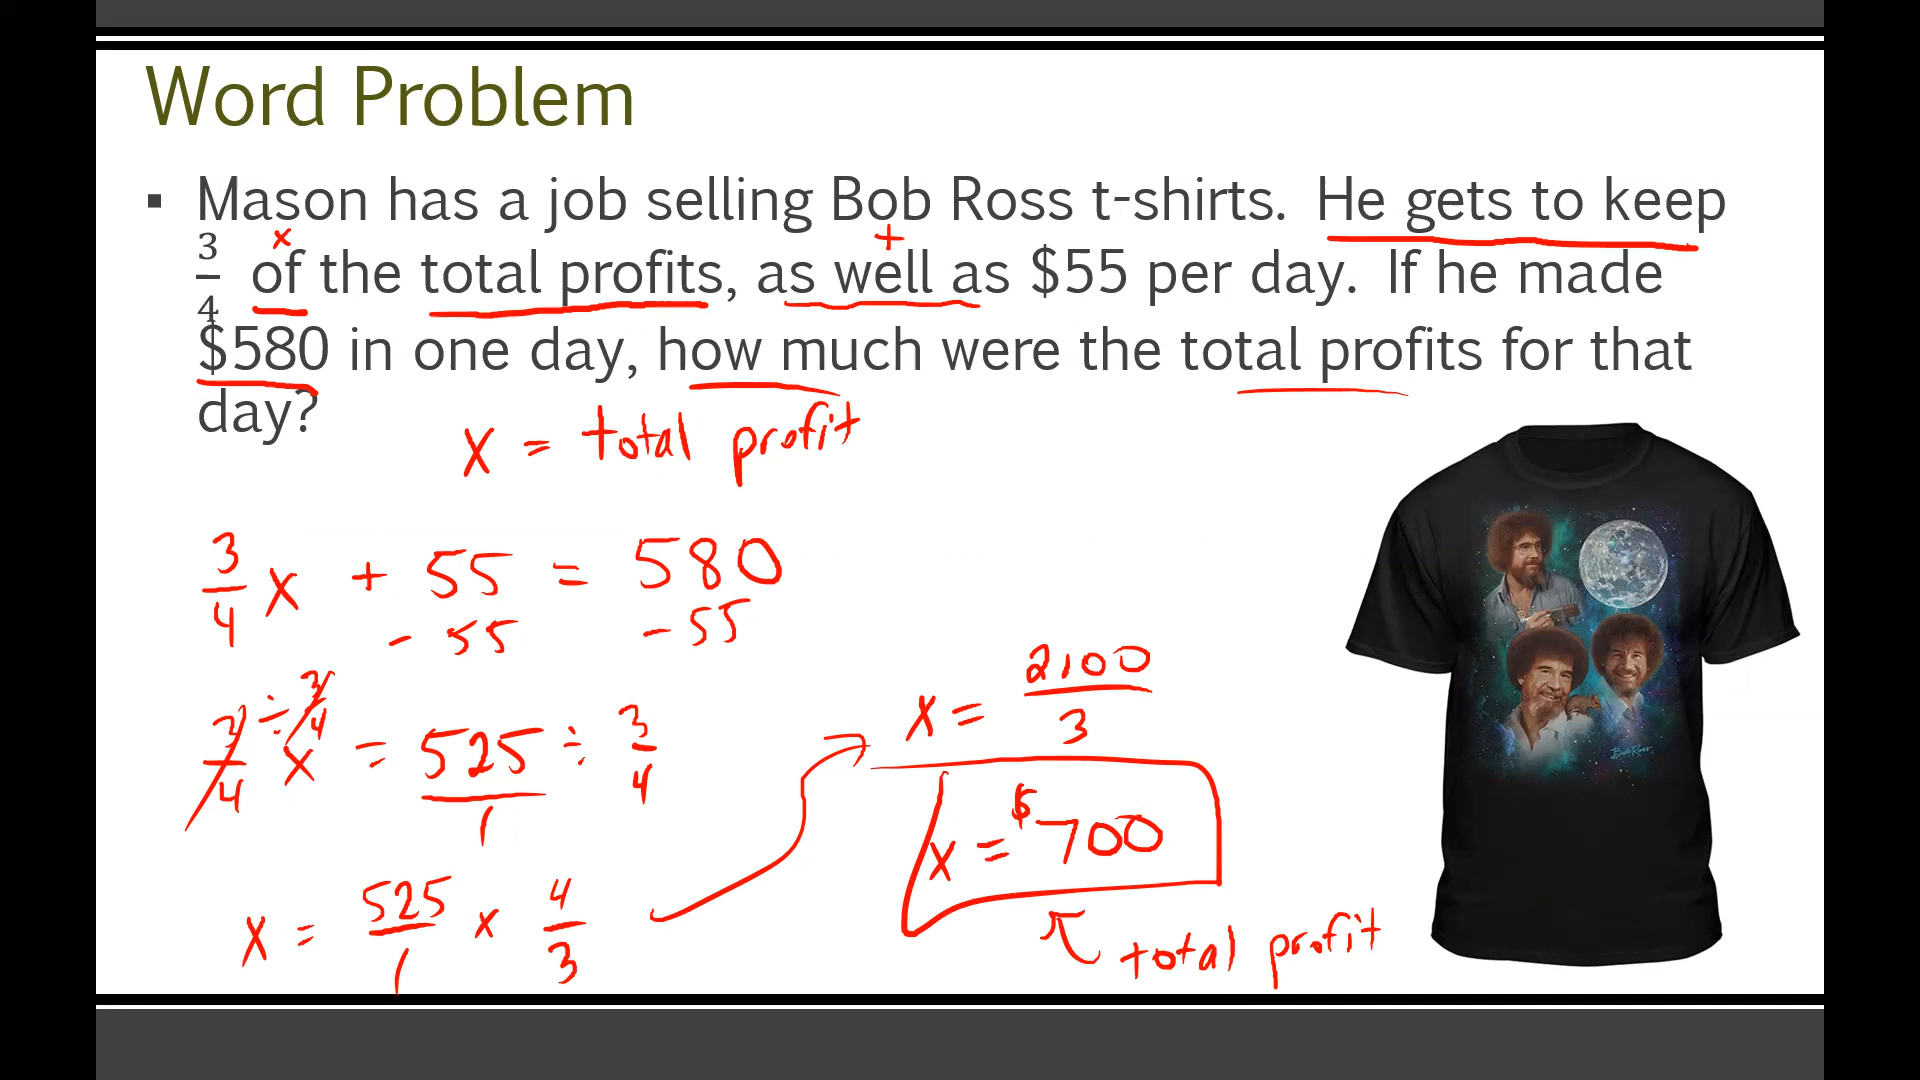 Word Problem
▪ Mason has a job selling Bob Ross t-shirts. He gets to keep
x +
3/4 of the total profits, as well as $55 per day. If he made
$580 in one day, how much were the total profits for that
day?
x = total profit
3/4 x + 55 = 580
- 55 - 55
3/4 ÷ 3/4 x = 525/1 ÷ 3/4
x = 525/1 x 4/3
x = 2100/3
x = $700
total profit
Bob Ross